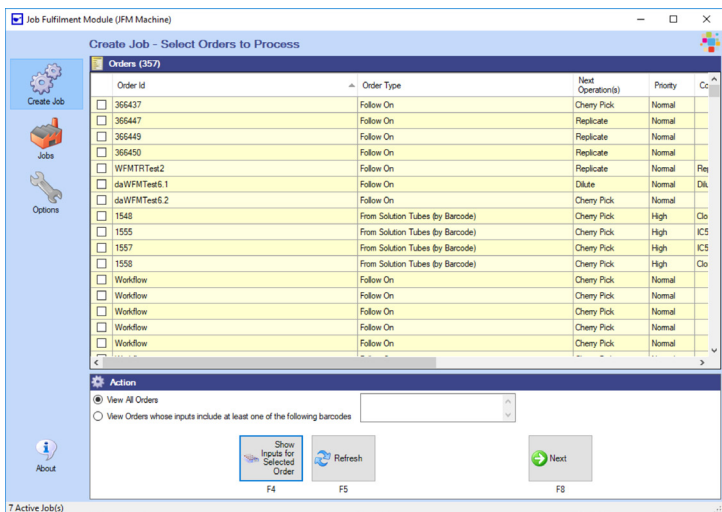 Job Fulfilment Module (JFM Machine)
Create Job - Select Orders to Process
Create Job
Jobs
Options
About
Orders (357)
Order Id Order Type Next Operation(s) Priority Co
366437 Follow On Cherry Pick Normal
366447 Follow On Replicate Normal
366449 Follow On Replicate Normal
366450 Follow On Replicate Normal
WFMTRTest2 Follow On Replicate Normal Rep
daWFMTest6.1 Follow On Dilute Normal Dilu
daWFMTest6.2 Follow On Cherry Pick Normal
1548 From Solution Tubes (by Barcode) Cherry Pick High Clo
1555 From Solution Tubes (by Barcode) Cherry Pick High IC5
1557 From Solution Tubes (by Barcode) Cherry Pick High IC5
1558 From Solution Tubes (by Barcode) Cherry Pick High Clo
Workflow Follow On Cherry Pick Normal
Workflow Follow On Cherry Pick Normal
Workflow Follow On Cherry Pick Normal
Workflow Follow On Cherry Pick Normal
Workflow Follow On Cherry Pick Normal
Action
View All Orders
View Orders whose inputs include at least one of the following barcodes
Show
Inputs for
Selected
Order
Refresh
Next
F4 F5 F8
7 Active Job(s)